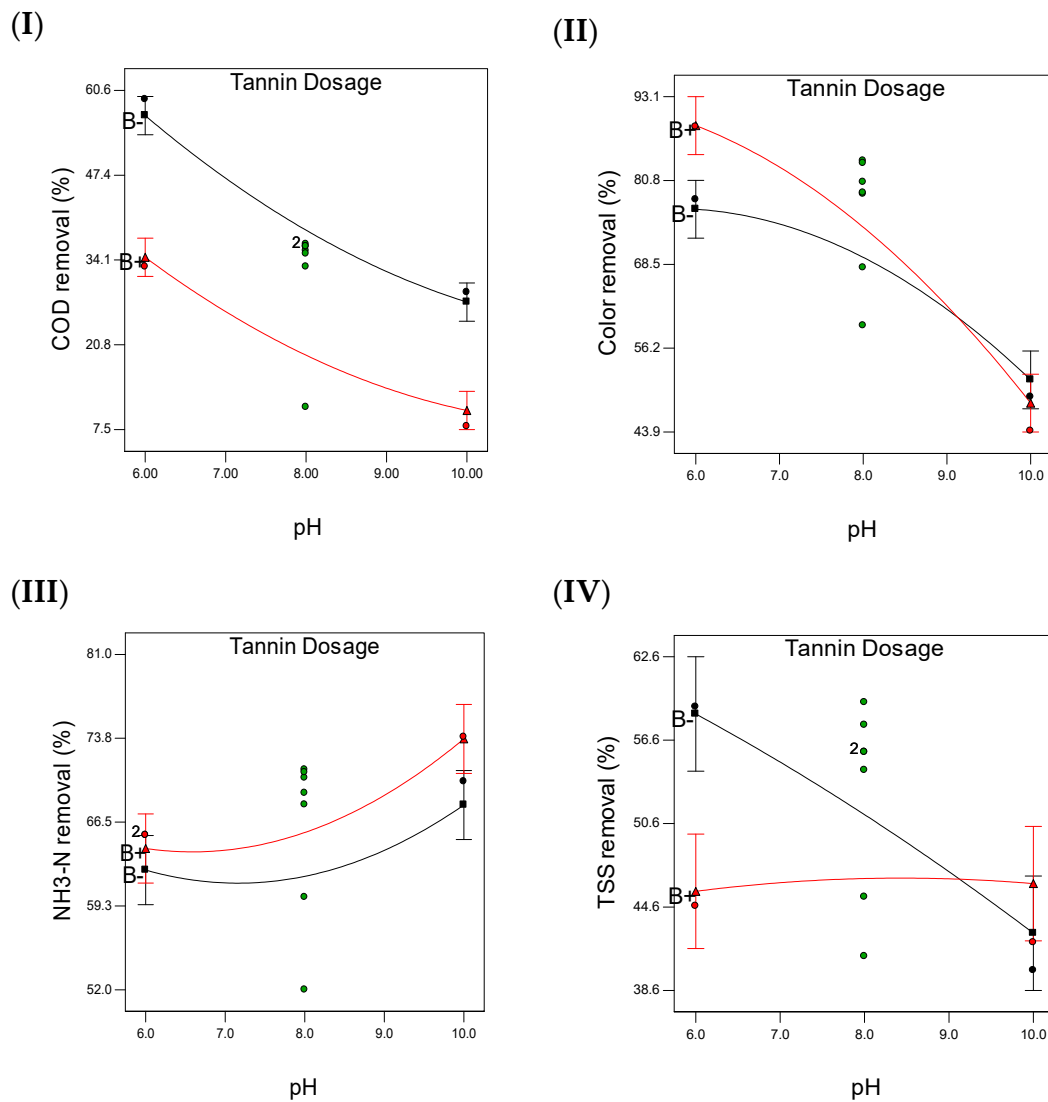 (I)
Tannin Dosage
60.6
47.4
34.1
20.8
7.5
COD removal (%)
B-
B+
2
6.00
8.00
9.00
10.00
pH
(II)
Tannin Dosage
93.1
80.8
68.5
56.2
43.9
Color removal (%)
B+
B-
6.0
7.0
8.0
9.0
10.0
pH
(III)
Tannin Dosage
81.0
73.8
66.5
59.3
52.0
NH3-N removal (%)
2
B+
B-
6.0
7.0
8.0
9.0
10.0
pH
(IV)
Tannin Dosage
62.6
56.6
50.6
44.6
38.6
TSS removal (%)
B-
B+
2
6.0
7.0
8.0
9.0
10.0
pH